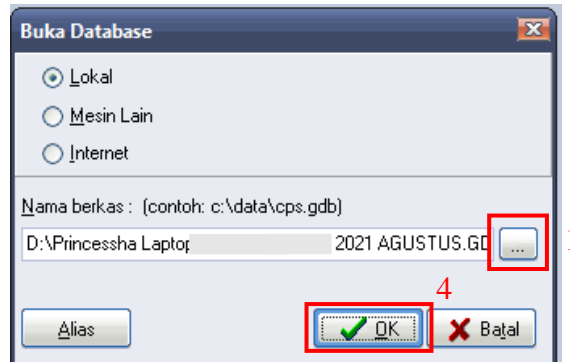 Buka Database
Lokal
Mesin Lain
Internet
Nama berkas : (contoh: c:\data\cps.gdb)
D:\Princessha Laptop 2021 AGUSTUS.GD
...
4
Alias
OK
Batal